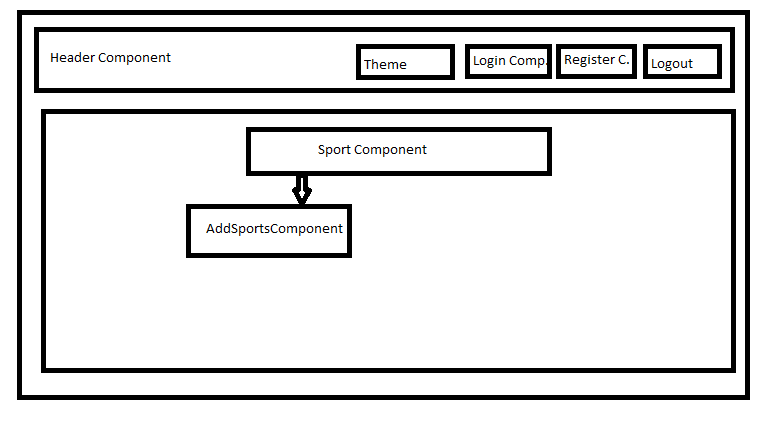 Header Component
Theme
Login Comp.
Register C.
Logout
Sport Component
AddSportsComponent